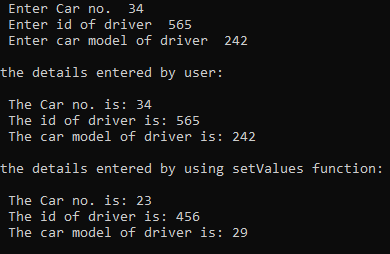 Enter Car no.  34
Enter id of driver  565
Enter car model of driver  242
the details entered by user:
The Car no. is: 34
The id of driver is: 565
The car model of driver is: 242
the details entered by using setValues function:
The Car no. is: 23
The id of driver is: 456
The car model of driver is: 29